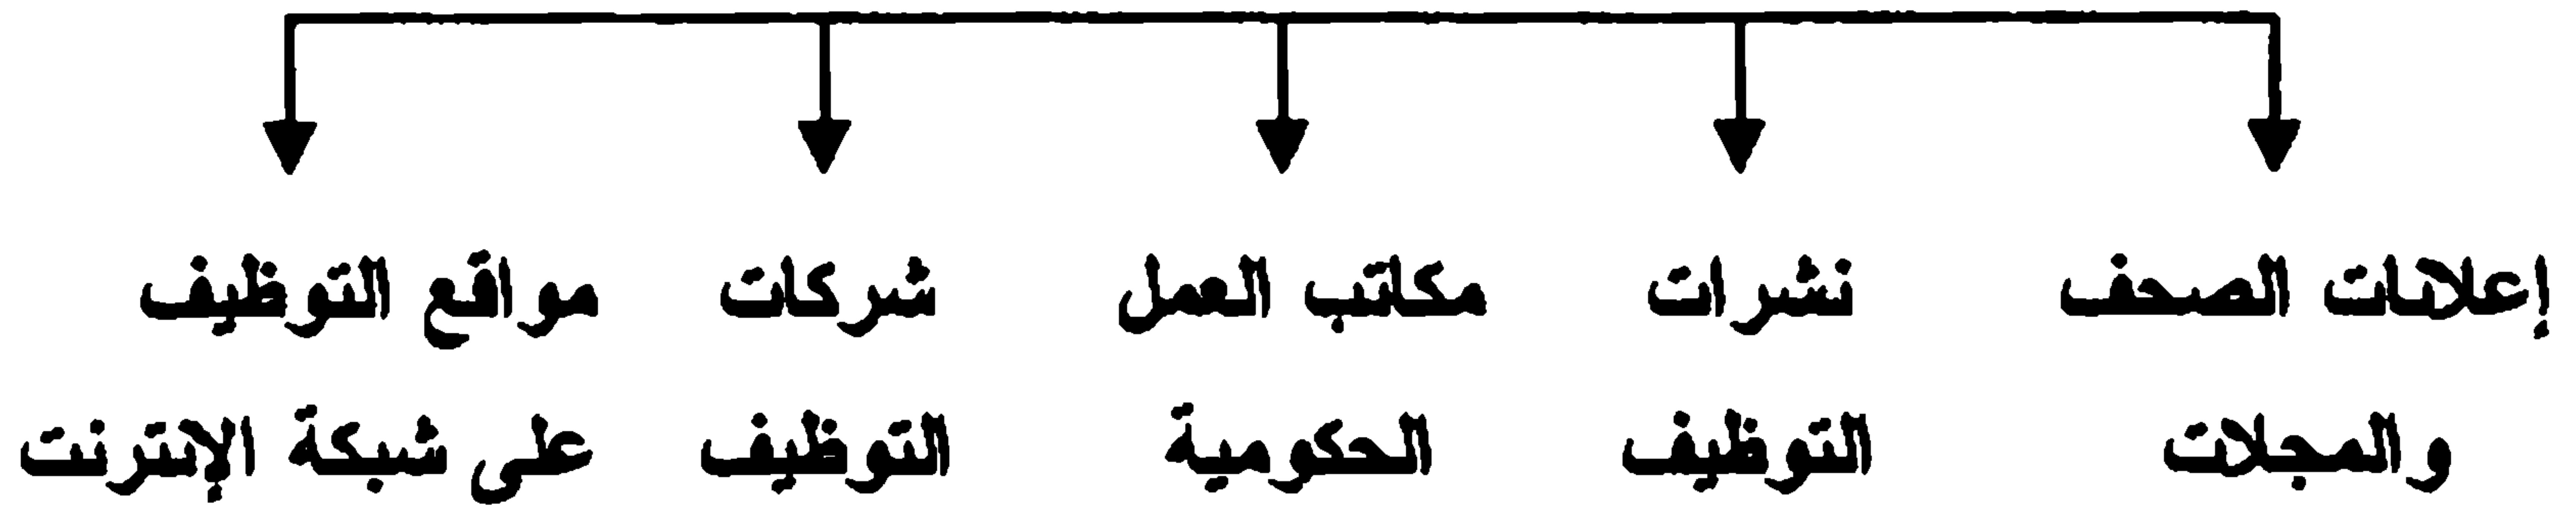 إعلانات الصحف
والمجلات
نشرات
التوظيف
مكاتب العمل
الحكومية
شركات
التوظيف
مواقع التوظيف
على شبكة الإنترنت